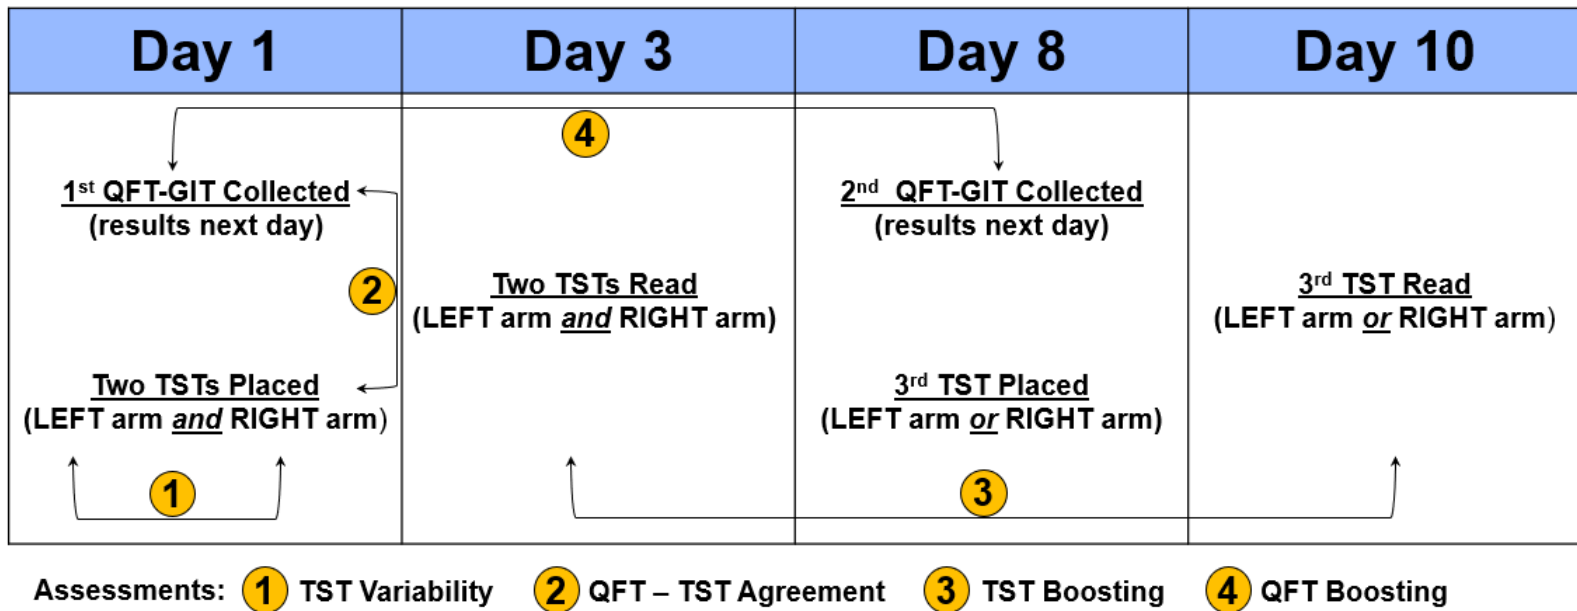 Day 1 Day 3 Day 8 Day 10
4
1st QFT-GIT Collected
(results next day)
2nd QFT-GIT Collected
(results next day)
2
Two TSTs Read
(LEFT arm and RIGHT arm)
3rd TST Read
(LEFT arm or RIGHT arm)
Two TSTs Placed
(LEFT arm and RIGHT arm)
3rd TST Placed
(LEFT arm or RIGHT arm)
1
3
Assessments: 1 TST Variability 2 QFT – TST Agreement 3 TST Boosting 4 QFT Boosting